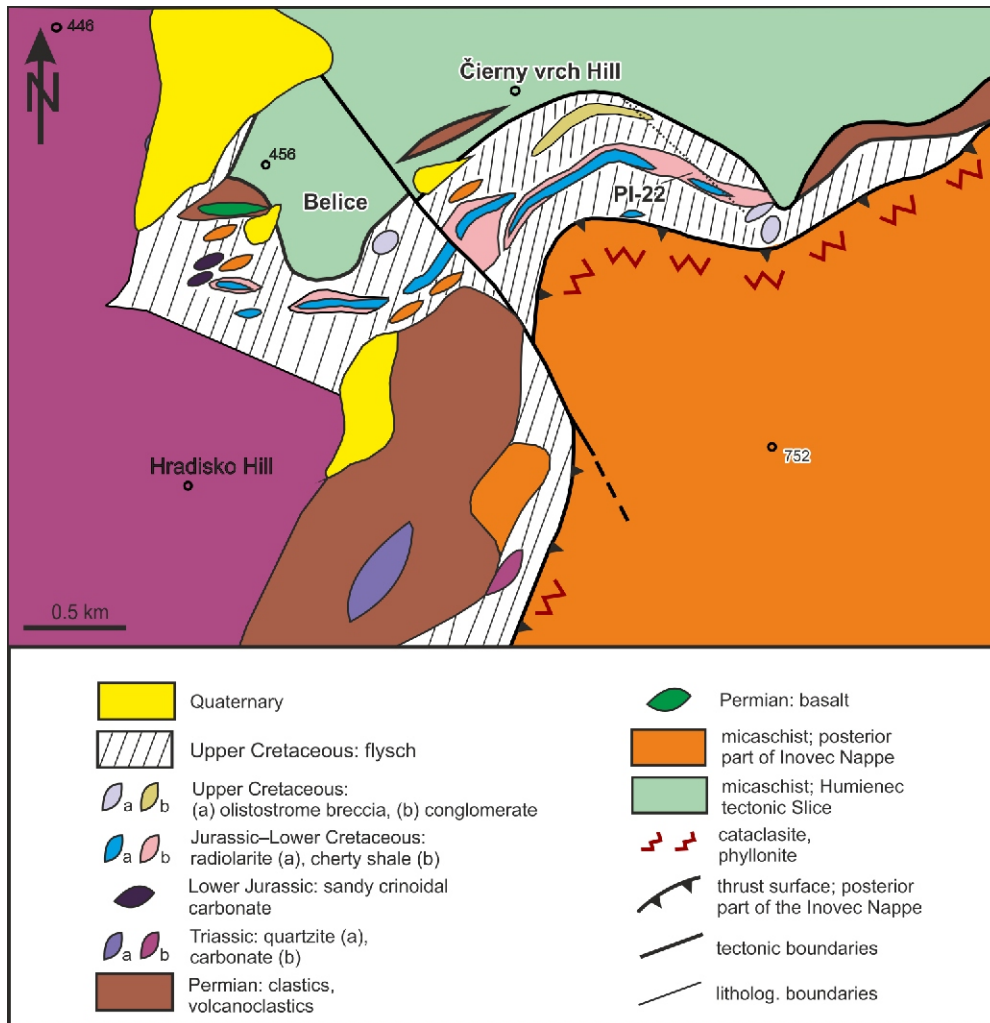 446
N
Čierny vrch Hill
456
Belice
PI-22
752
Hradisko Hill
0.5 km
Quaternary
Upper Cretaceous: flysch
a b
Upper Cretaceous:
(a) olistostrome breccia, (b) conglomerate
a b
Jurassic–Lower Cretaceous:
radiolarite (a), cherty shale (b)
Lower Jurassic: sandy crinoidal
carbonate
a b
Triassic: quartzite (a),
carbonate (b)
Permian: clastics,
volcanoclastics
Permian: basalt
micaschist; posterior
part of Inovec Nappe
micaschist; Humienec
tectonic Slice
cataclasite,
phyllonite
thrust surface; posterior
part of the Inovec Nappe
tectonic boundaries
litholog. boundaries